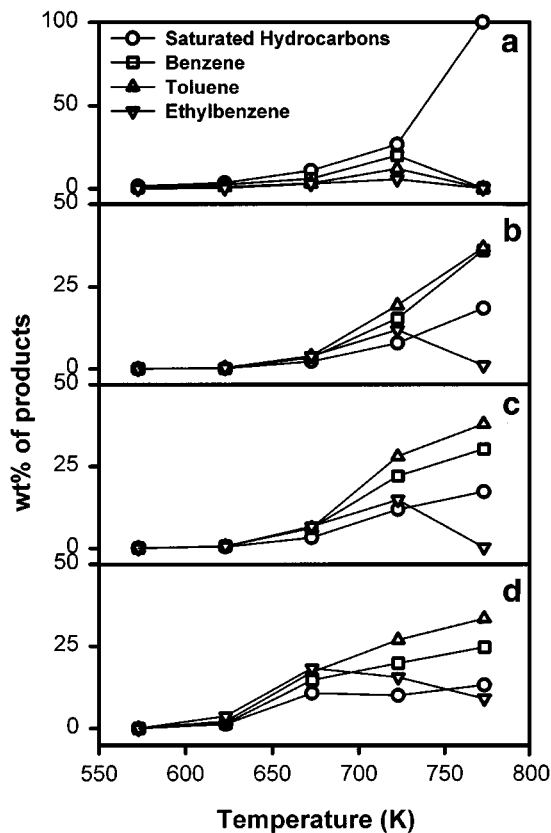 100
a
Saturated Hydrocarbons
Benzene
Toluene
Ethylbenzene
50
0
50
b
25
0
50
c
25
0
50
d
25
0
wt% of products
550 600 650 700 750 800
Temperature (K)